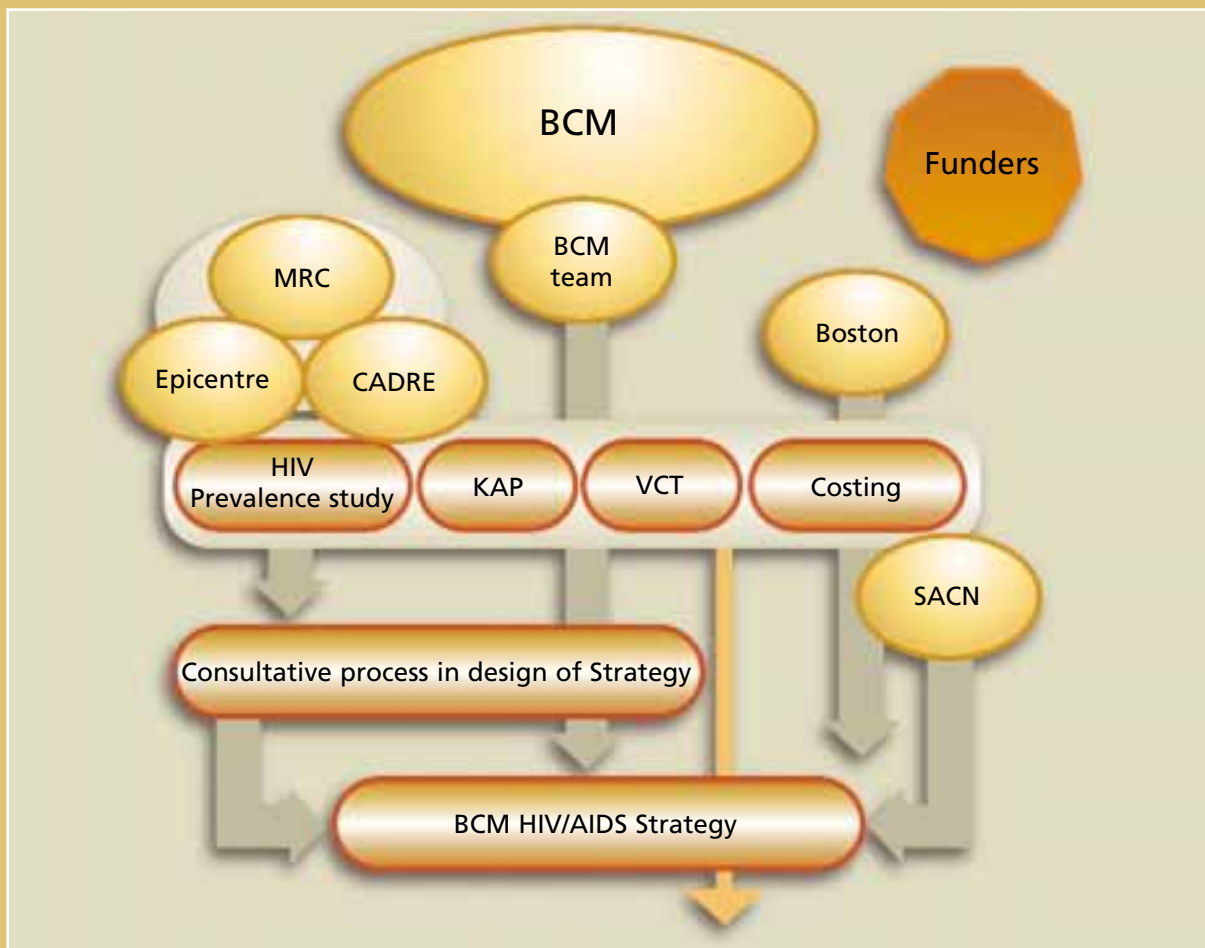 BCM
Funders
BCM
team
MRC
Boston
Epicentre
CADRE
HIV
Prevalence study
KAP
VCT
Costing
SACN
Consultative process in design of Strategy
BCM HIV/AIDS Strategy